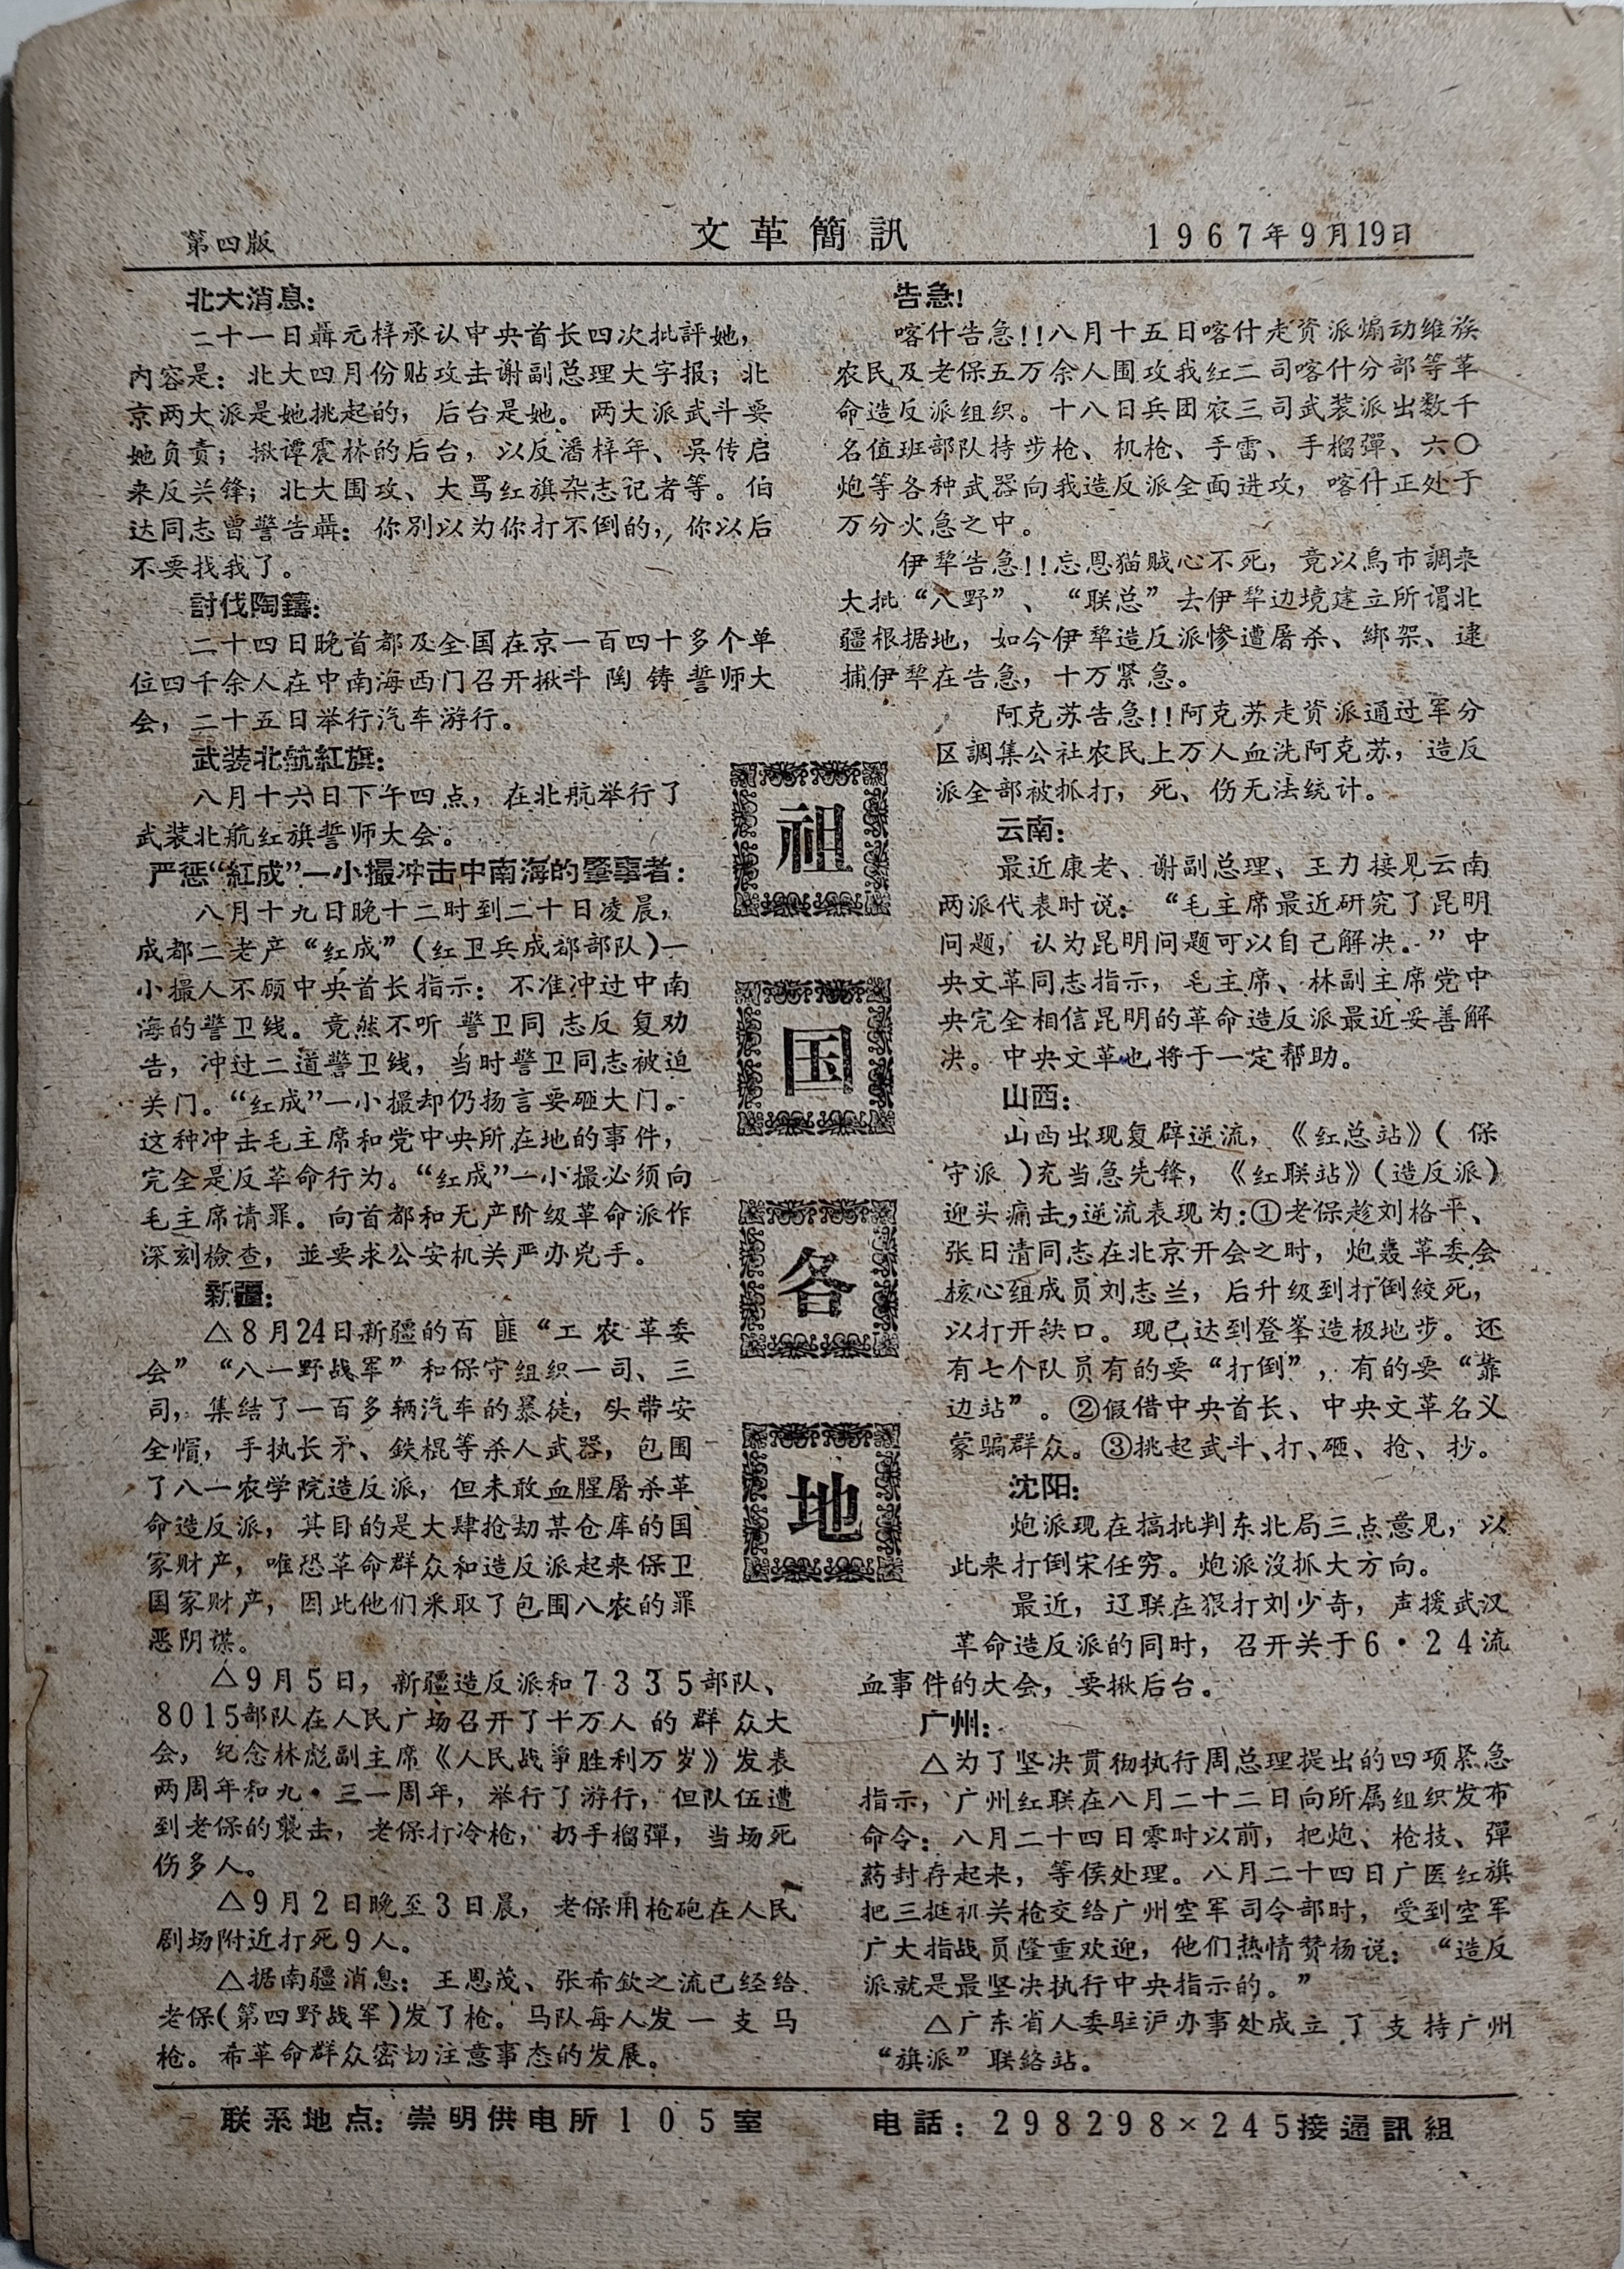 第四版
文革簡訊
1967年9月19日
北大消息：
二十一日聶元梓承认中央首长四次批評她，
内容是：北大四月份贴攻击谢副总理大字报；北
京两大派是她挑起的，后台是她。两大派武斗要
她负责；揪谭震林的后台，以反潘梓年、吳传启
来反关锋；北大围攻、大骂红旗杂志记者等。伯
达同志曾警告聶：你別以为你打不倒的，你以后
不要找我了。
討伐陶鑄：
二十四日晚首都及全国在京一百四十多个单
位四千余人在中南海西门召开揪斗陶铸誓师大
会，二十五日举行汽车游行。
武装北航紅旗：
八月十六日下午四点，在北航举行了
武装北航红旗誓师大会。
严惩“紅成”一小撮冲击中南海的肇事者：
八月十九日晚十二时到二十日凌晨，
成都二老产“红成”（红卫兵成都部队）一
小撮人不顾中央首长指示：不准冲过中南
海的警卫线。竟然不听警卫同志反复劝
告，冲过二道警卫线，当时警卫同志被迫
关门。“红成”一小撮却仍扬言要砸大门。
这种冲击毛主席和党中央所在地的事件，
完全是反革命行为。“红成”一小撮必须向
毛主席请罪。向首都和无产阶级革命派作
深刻檢查，並要求公安机关严办兇手。
新疆：
△8月24日新疆的百匪“工农革委
会”“八一野战军”和保守组织一司、三
司，集结了一百多辆汽车的暴徒，头带安
全帽，手执长矛、鉄棍等杀人武器，包围
了八一农学院造反派，但未敢血腥屠杀革
命造反派，其目的是大肆抢劫某仓库的国
家财产，唯恐革命群众和造反派起来保卫
国家财产，因此他们采取了包围八农的罪
恶阴谋。
△9月5日，新疆造反派和7335部队、
8015部队在人民广场召开了十万人的群众大
会，纪念林彪副主席《人民战爭胜利万岁》发表
两周年和九·三一周年，举行了游行，但队伍遭
到老保的襲击，老保打冷枪，扔手榴彈，当场死
伤多人。
△9月2日晚至3日晨，老保用枪砲在人民
剧场附近打死9人。
△据南疆消息：王恩茂、张希欽之流已经给
老保（第四野战军）发了枪。马队每人发一支马
枪。希革命群众密切注意事态的发展。
祖
国
各
地
告急！
喀什告急！！八月十五日喀什走资派煽动维族
农民及老保五万余人围攻我红二司喀什分部等革
命造反派组织。十八日兵团农三司武装派出数千
名值班部队持步枪、机枪、手雷、手榴彈、六〇
炮等各种武器向我造反派全面进攻，喀什正处于
万分火急之中。
伊犂告急！！忘恩猫贼心不死，竟以烏市調来
大批“八野”、“联总”去伊犂边境建立所谓北
疆根据地，如今伊犂造反派惨遭屠杀、綁架、逮
捕伊犂在告急，十万紧急。
阿克苏告急！！阿克苏走资派通过军分
区調集公社农民上万人血洗阿克苏，造反
派全部被抓打，死、伤无法统计。
云南：
最近康老、谢副总理、王力接见云南
两派代表时说：“毛主席最近研究了昆明
问题，认为昆明问题可以自己解决。”中
央文革同志指示，毛主席、林副主席党中
央完全相信昆明的革命造反派最近妥善解
决。中央文革也将于一定帮助。
山西：
山西出现复辟逆流，《红总站》（保
守派）充当急先锋，《红联站》（造反派）
迎头痛击，逆流表现为：①老保趁刘格平、
张日清同志在北京开会之时，炮轰革委会
核心组成员刘志兰，后升级到打倒絞死，
以打开缺口。现已达到登峯造极地步。还
有七个队员有的要“打倒”，有的要“靠
边站”。②假借中央首长、中央文革名义
蒙骗群众。③挑起武斗、打、砸、抢、抄。
沈阳：
炮派现在搞批判东北局三点意见，以
此来打倒宋任穷。炮派沒抓大方向。
最近，辽联在狠打刘少奇，声援武汉
革命造反派的同时，召开关于6·24流
血事件的大会，要揪后台。
广州：
△为了坚决贯彻执行周总理提出的四项紧急
指示，广州红联在八月二十二日向所属组织发布
命令：八月二十四日零时以前，把炮、枪技、彈
葯封存起来，等侯处理。八月二十四日广医红旗
把三挺机关枪交给广州空军司令部时，受到空军
广大指战员隆重欢迎，他们热情赞杨说：“造反
派就是最坚决执行中央指示的。”
△广东省人委驻沪办事处成立了支持广州
“旗派”联絡站。
联系地点：崇明供电所105室
电話：298298×245接通訊組